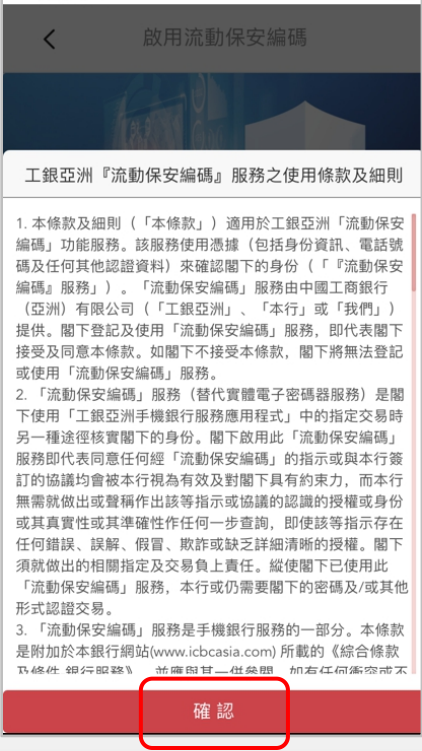 啟用流動保安編碼
工銀亞洲『流動保安編碼』服務之使用條款及細則
1. 本條款及細則（「本條款」）適用於工銀亞洲「流動保安
編碼」功能服務。該服務使用憑據（包括身份資訊、電話號
碼及任何其他認證資料）來確認閣下的身份（「『流動保安
編碼』服務」）。「流動保安編碼」服務由中國工商銀行
（亞洲）有限公司（「工銀亞洲」、「本行」或「我們」）
提供。閣下登記及使用「流動保安編碼」服務，即代表閣下
接受及同意本條款。如閣下不接受本條款，閣下將無法登記
或使用「流動保安編碼」服務。
2. 「流動保安編碼」服務（替代實體電子密碼器服務）是閣
下使用「工銀亞洲手機銀行服務應用程式」中的指定交易時
另一種途徑核實閣下的身份。閣下啟用此「流動保安編碼」
服務即代表同意任何經「流動保安編碼」的指示或與本行簽
訂的協議均會被本行視為有效及對閣下具有約束力，而本行
無需就做出或聲稱作出該等指示或協議的認識的授權或身份
或其真實性或其準確性作任何一步查詢，即使該等指示存在
任何錯誤、誤解、假冒、欺詐或缺乏詳細清晰的授權。閣下
須就做出的相關指定及交易負上責任。縱使閣下已使用此
「流動保安編碼」服務，本行或仍需要閣下的密碼及/或其他
形式認證交易。
3. 「流動保安編碼」服務是手機銀行服務的一部分。本條款
是附加於本銀行網站(www.icbcasia.com) 所載的《綜合條款
及條件-銀行服務》，並應與其一併參閱，如有任何衝突或不
確認